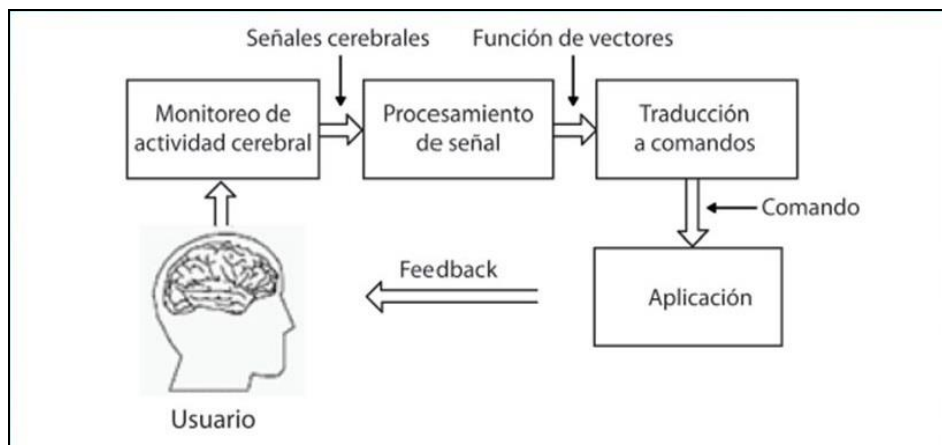 Señales cerebrales
Función de vectores
Monitoreo de
actividad cerebral
Procesamiento
de señal
Traducción
a comandos
Comando
Feedback
Aplicación
Usuario